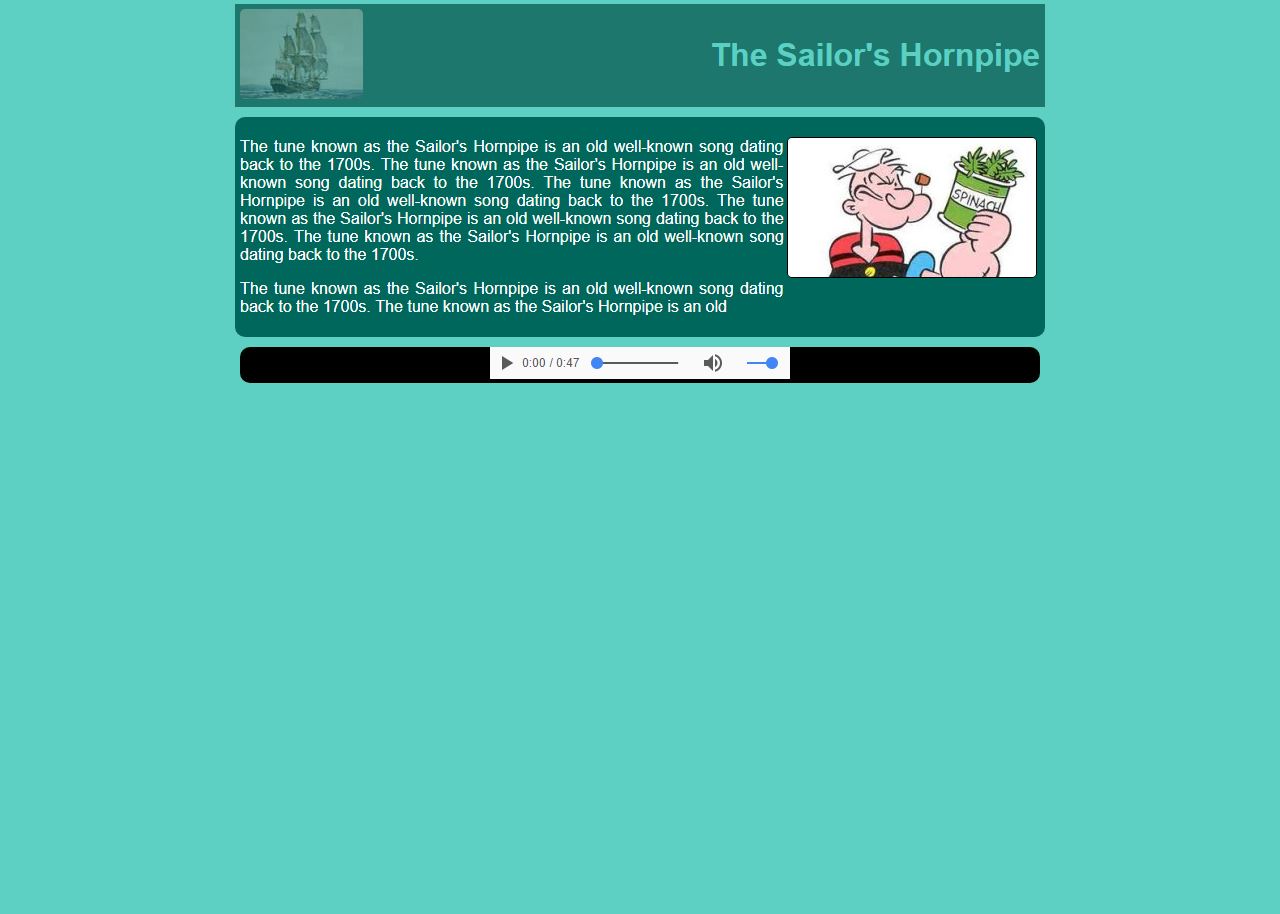 The Sailor's Hornpipe
The tune known as the Sailor's Hornpipe is an old well-known song dating
back to the 1700s. The tune known as the Sailor's Hornpipe is an old well-
known song dating back to the 1700s. The tune known as the Sailor's
Hornpipe is an old well-known song dating back to the 1700s. The tune
known as the Sailor's Hornpipe is an old well-known song dating back to the
1700s. The tune known as the Sailor's Hornpipe is an old well-known song
dating back to the 1700s.
SPINACH
The tune known as the Sailor's Hornpipe is an old well-known song dating
back to the 1700s. The tune known as the Sailor's Hornpipe is an old
0:00 / 0:47